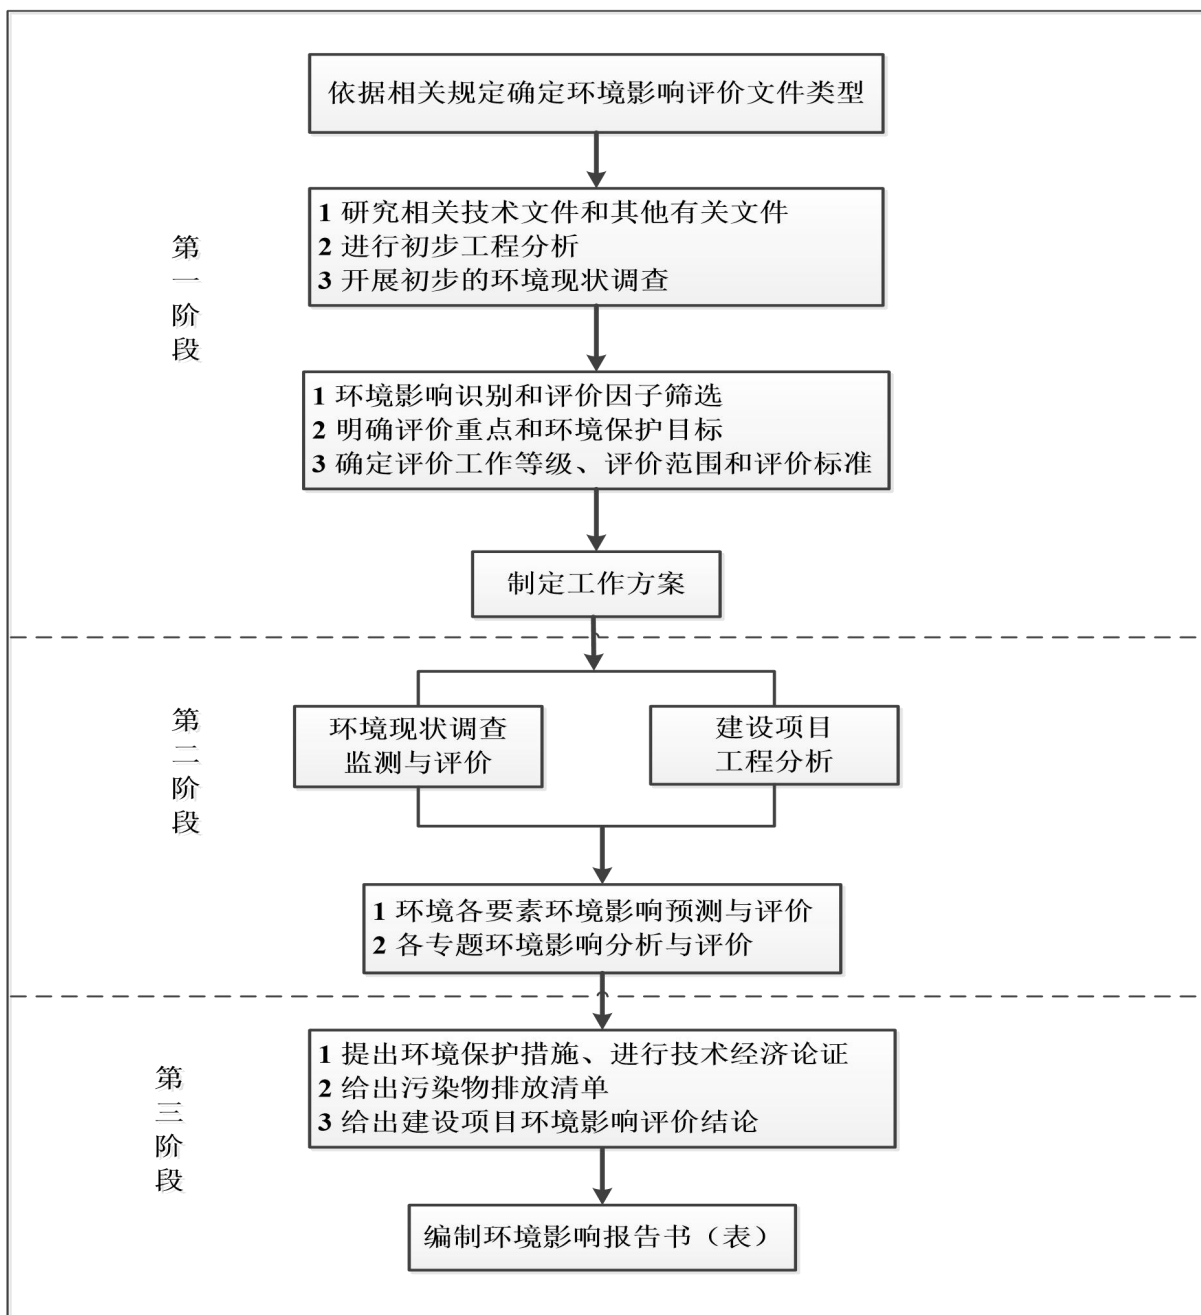 依据相关规定确定环境影响评价文件类型
1 研究相关技术文件和其他有关文件
2 进行初步工程分析
3 开展初步的环境现状调查
第一阶段
1 环境影响识别和评价因子筛选
2 明确评价重点和环境保护目标
3 确定评价工作等级、评价范围和评价标准
制定工作方案
第二阶段
环境现状调查
监测与评价
建设项目
工程分析
1 环境各要素环境影响预测与评价
2 各专题环境影响分析与评价
第三阶段
1 提出环境保护措施、进行技术经济论证
2 给出污染物排放清单
3 给出建设项目环境影响评价结论
编制环境影响报告书（表）